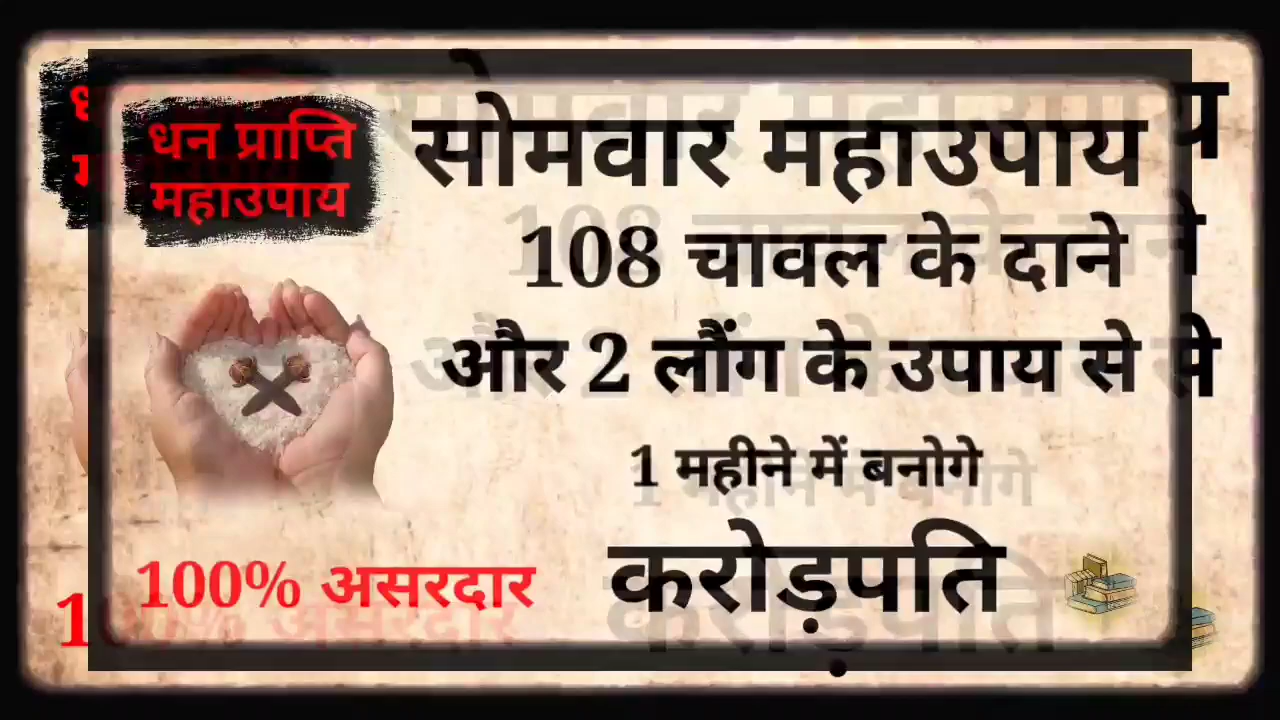 धन प्राप्ति
महाउपाय
सोमवार महाउपाय
108 चावल के दाने
और 2 लौंग के उपाय से
1 महीने में बनोगे
करोड़पति
100% असरदार